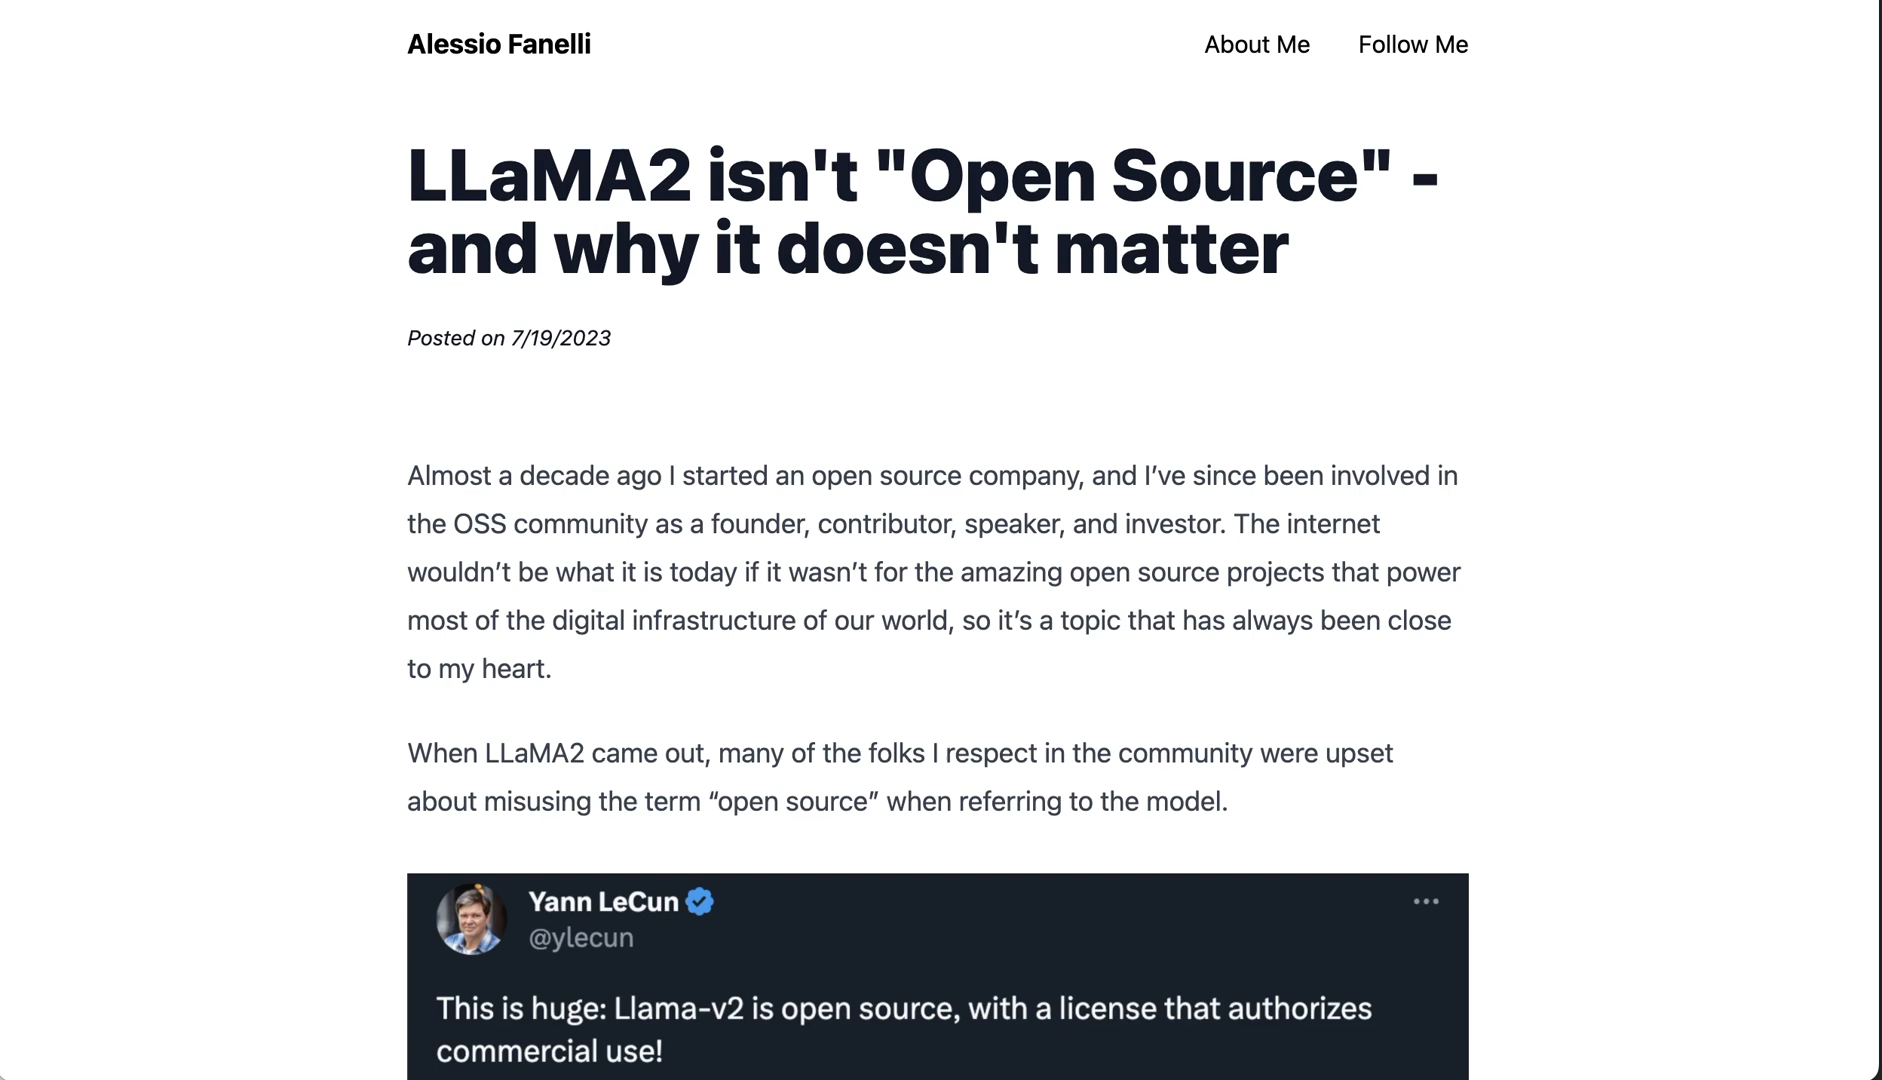 Alessio Fanelli
About Me
Follow Me
LLaMA2 isn't "Open Source" -
and why it doesn't matter
Posted on 7/19/2023
Almost a decade ago I started an open source company, and I’ve since been involved in
the OSS community as a founder, contributor, speaker, and investor. The internet
wouldn’t be what it is today if it wasn’t for the amazing open source projects that power
most of the digital infrastructure of our world, so it’s a topic that has always been close
to my heart.
When LLaMA2 came out, many of the folks I respect in the community were upset
about misusing the term “open source” when referring to the model.
Yann LeCun
@ylecun
This is huge: Llama-v2 is open source, with a license that authorizes
commercial use!